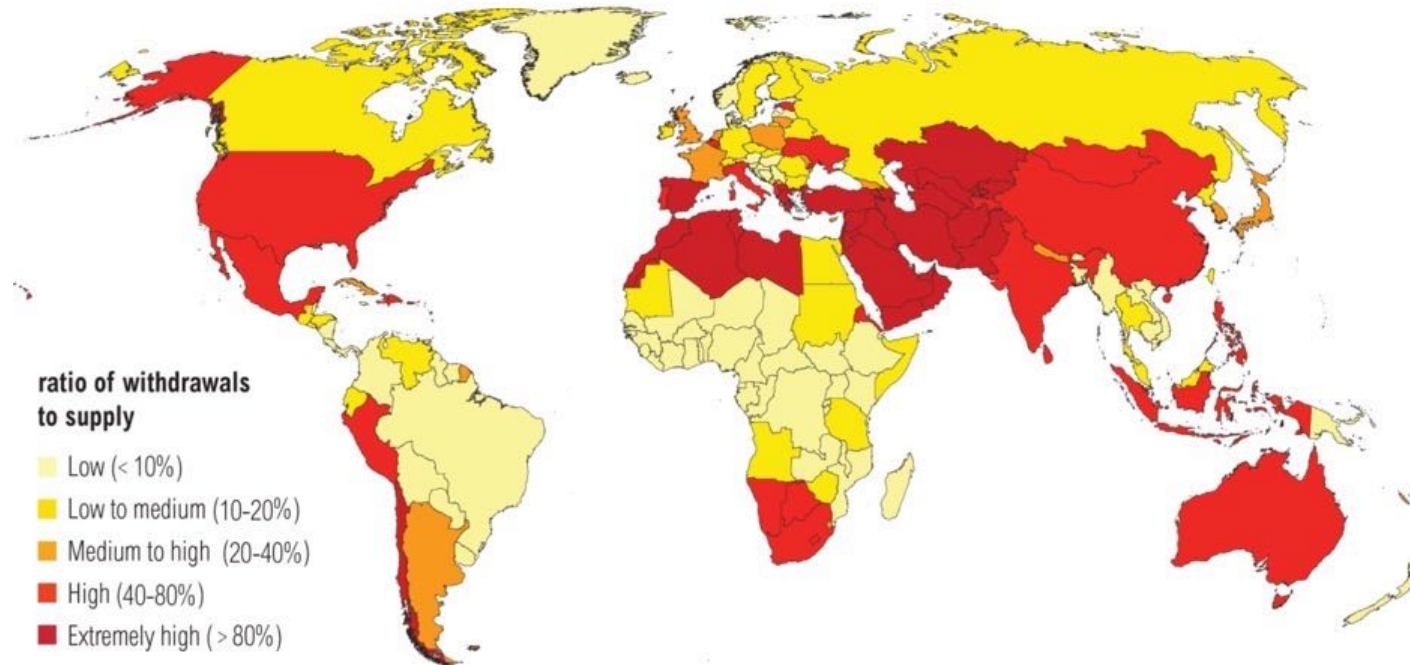 ratio of withdrawals
to supply
Low (< 10%)
Low to medium (10-20%)
Medium to high (20-40%)
High (40-80%)
Extremely high (> 80%)